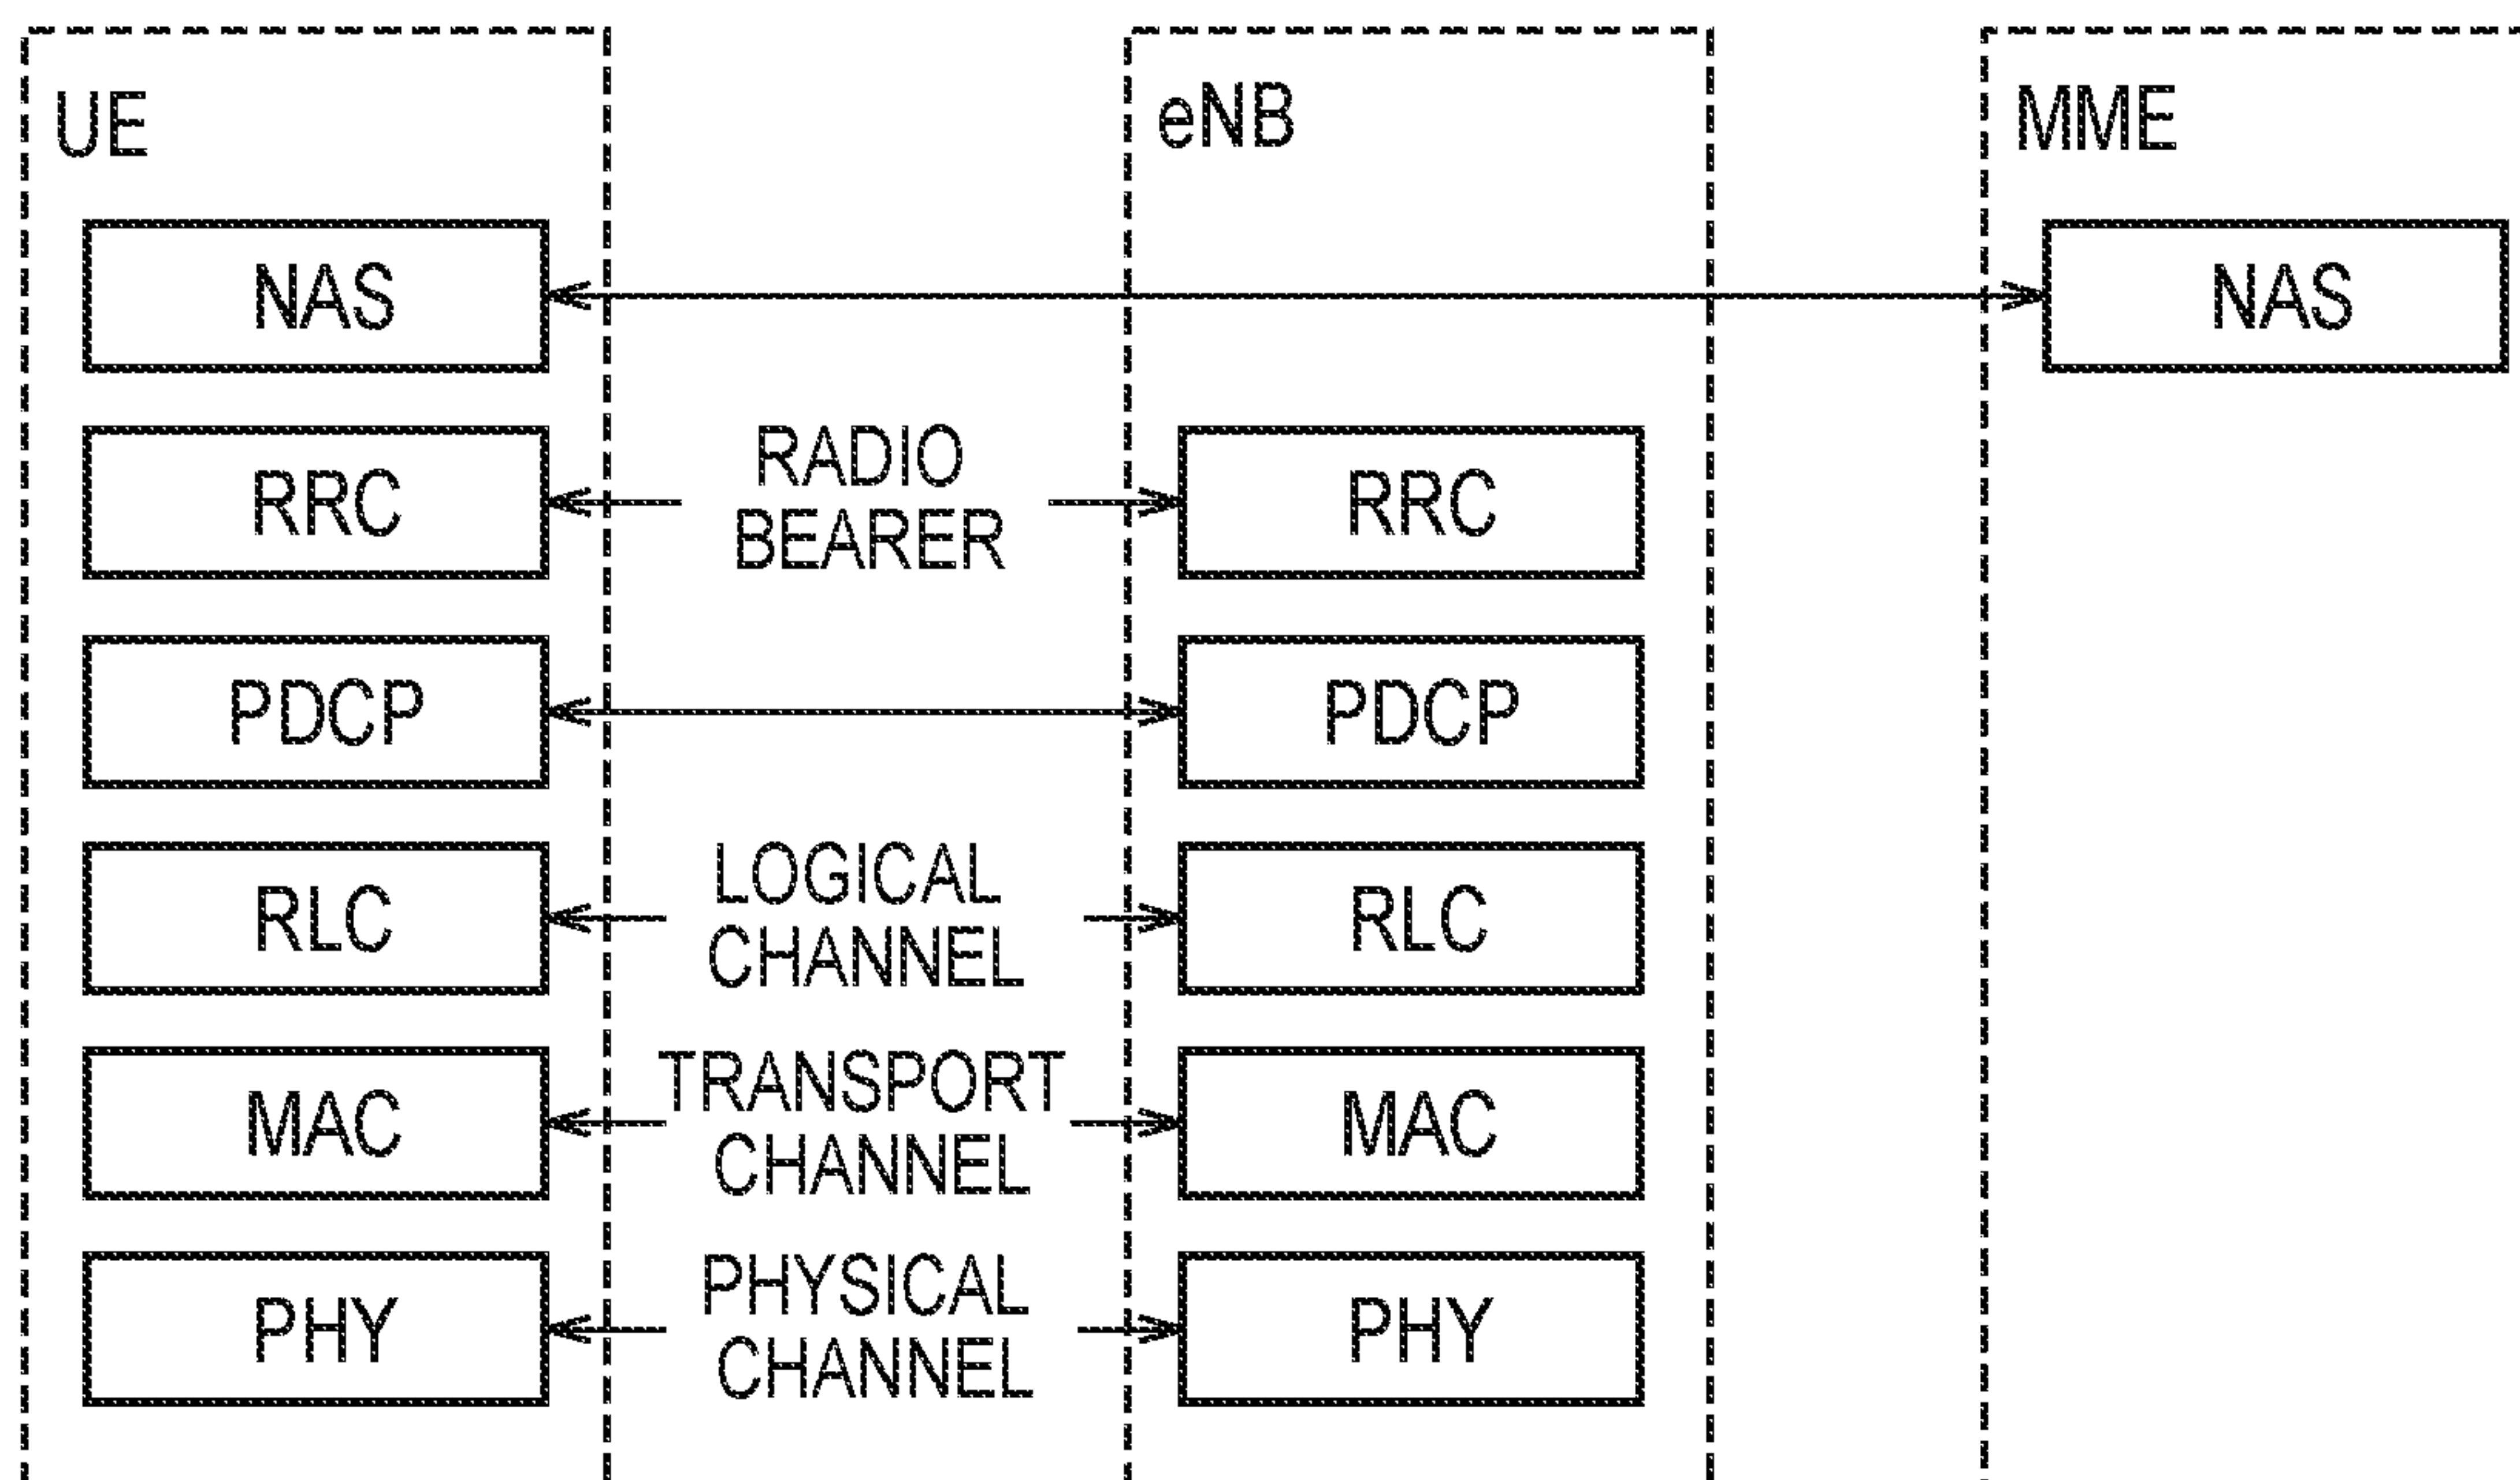 UE
eNB
MME
NAS
NAS
RRC
RADIO
BEARER
RRC
PDCP
PDCP
RLC
LOGICAL
CHANNEL
RLC
MAC
TRANSPORT
CHANNEL
MAC
PHY
PHYSICAL
CHANNEL
PHY